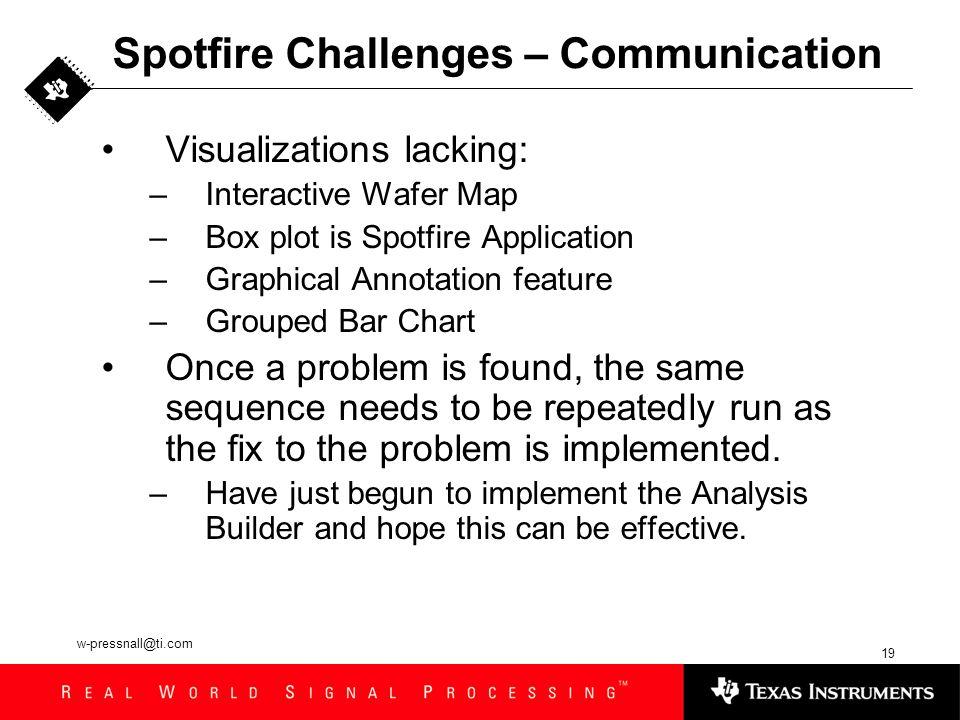 Spotfire Challenges – Communication
• Visualizations lacking:
– Interactive Wafer Map
– Box plot is Spotfire Application
– Graphical Annotation feature
– Grouped Bar Chart
• Once a problem is found, the same
sequence needs to be repeatedly run as
the fix to the problem is implemented.
– Have just begun to implement the Analysis
Builder and hope this can be effective.
w-pressnall@ti.com
19
REAL WORLD SIGNAL PROCESSING™
TEXAS INSTRUMENTS